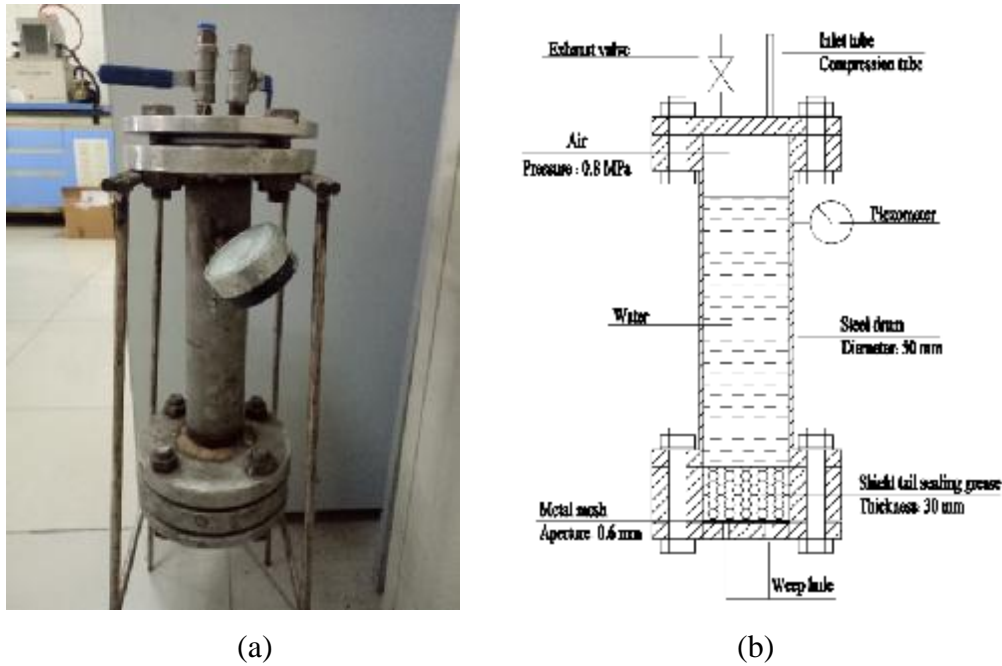 Exhaust valve
Inlet tube
Compression tube
Air
Pressure : 0.8 MPa
Piezometer
Water
Steel drum
Diameter: 50 mm
Shield tail sealing grease
Thickness: 30 mm
Metal mesh
Aperture 0.6 mm
Weep hole
(a)
(b)